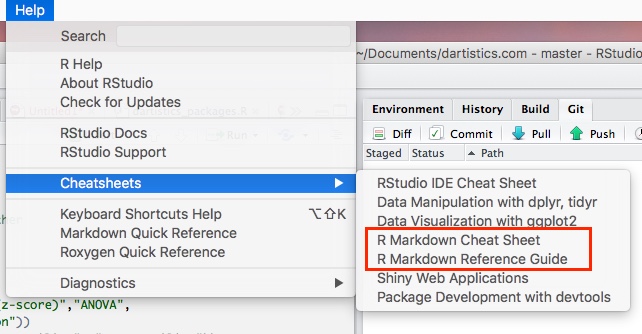 Help
Search
~/Documents/dartistics.com - master - RStudio
R Help
About RStudio
Check for Updates
dartistics_packages.R
Run
RStudio Docs
RStudio Support
Cheatsheets
Keyboard Shortcuts Help ⌥⇧K
Markdown Quick Reference
Roxygen Quick Reference
Diagnostics
Environment History Build Git
Diff Commit Pull Push
Staged Status Path
RStudio IDE Cheat Sheet
Data Manipulation with dplyr, tidyr
Data Visualization with ggplot2
R Markdown Cheat Sheet
R Markdown Reference Guide
Shiny Web Applications
Package Development with devtools
(z-score)","ANOVA",
on"))